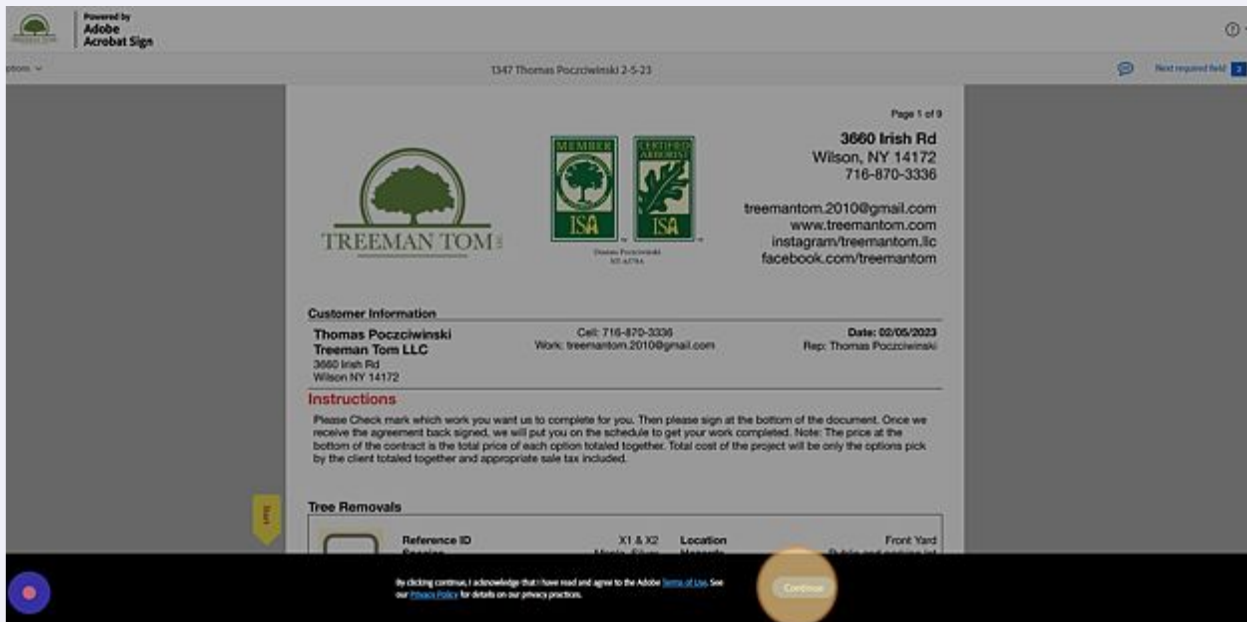 Powered by
Adobe
Acrobat Sign
1347 Thomas Poczciwinski 2-5-23
Next required field 2
Page 1 of 9
3660 Irish Rd
Wilson, NY 14172
716-870-3336
treemantom.2010@gmail.com
www.treemantom.com
instagram/treemantom.llc
facebook.com/treemantom
TREEMAN TOM LLC
MEMBER
ISA
CERTIFIED
ARBORIST
ISA
Thomas Poczciwinski
Customer Information
Thomas Poczciwinski
Treeman Tom LLC
3660 Irish Rd
Wilson NY 14172
Cell: 716-870-3336
Work: treemantom.2010@gmail.com
Date: 02/05/2023
Rep: Thomas Poczciwinski
Instructions
Please Check mark which work you want us to complete for you. Then please sign at the bottom of the document. Once we
receive the agreement back signed, we will put you on the schedule to get your work completed. Note: The price at the
bottom of the contract is the total price of each option totaled together. Total cost of the project will be only the options pick
by the client totaled together and appropriate sale tax included.
Start
Tree Removals
Reference ID X1 & X2 Location Front Yard
By clicking continue, I acknowledge that I have read and agree to the Adobe Terms of Use. See
our Privacy Policy for details on our privacy practices.
Continue